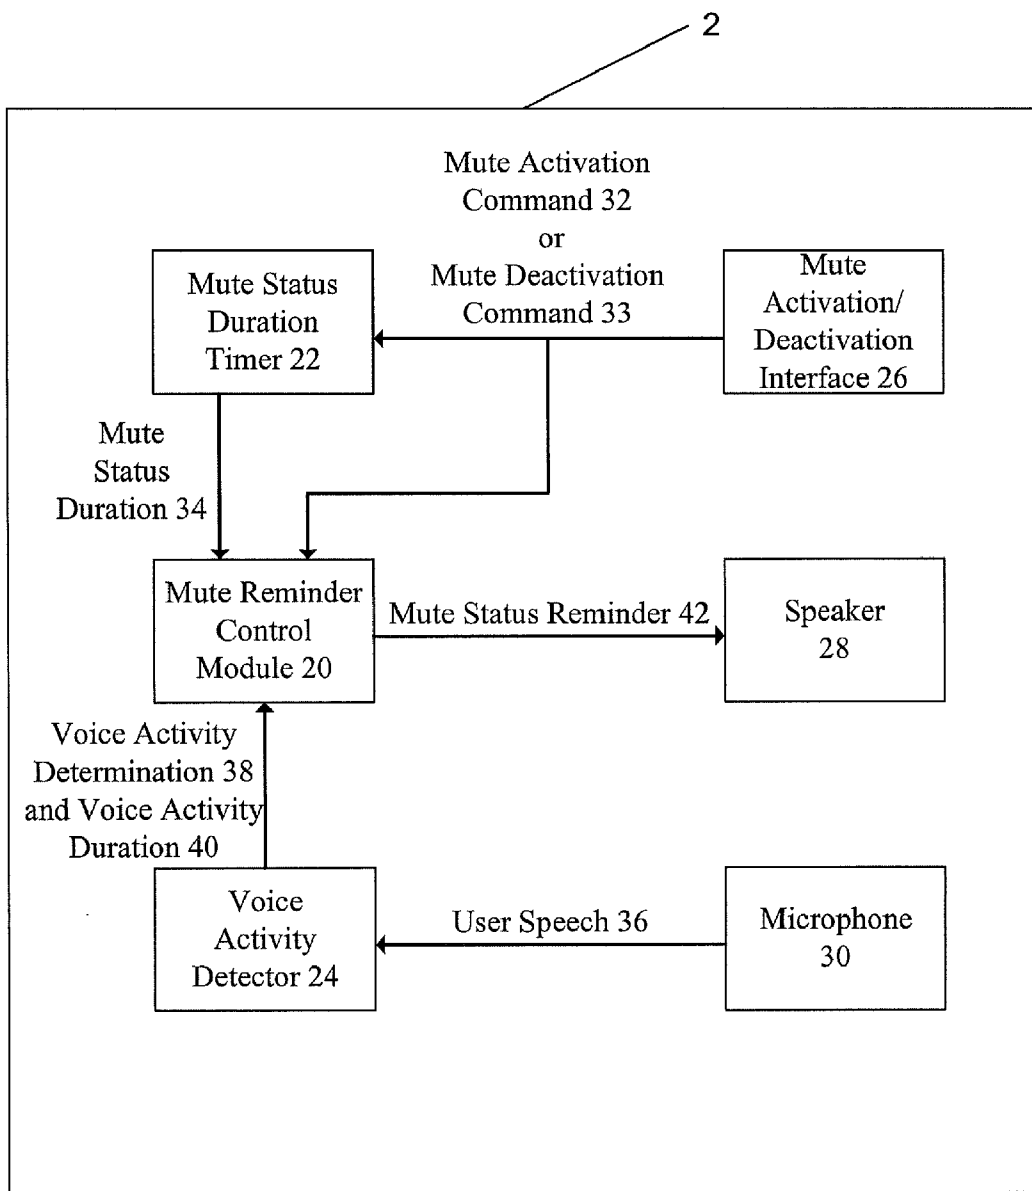 2
Mute Activation
Command 32
or
Mute Deactivation
Command 33
Mute Status
Duration
Timer 22
Mute
Activation/
Deactivation
Interface 26
Mute
Status
Duration 34
Mute Reminder
Control
Module 20
Mute Status Reminder 42
Speaker
28
Voice Activity
Determination 38
and Voice Activity
Duration 40
Voice
Activity
Detector 24
User Speech 36
Microphone
30